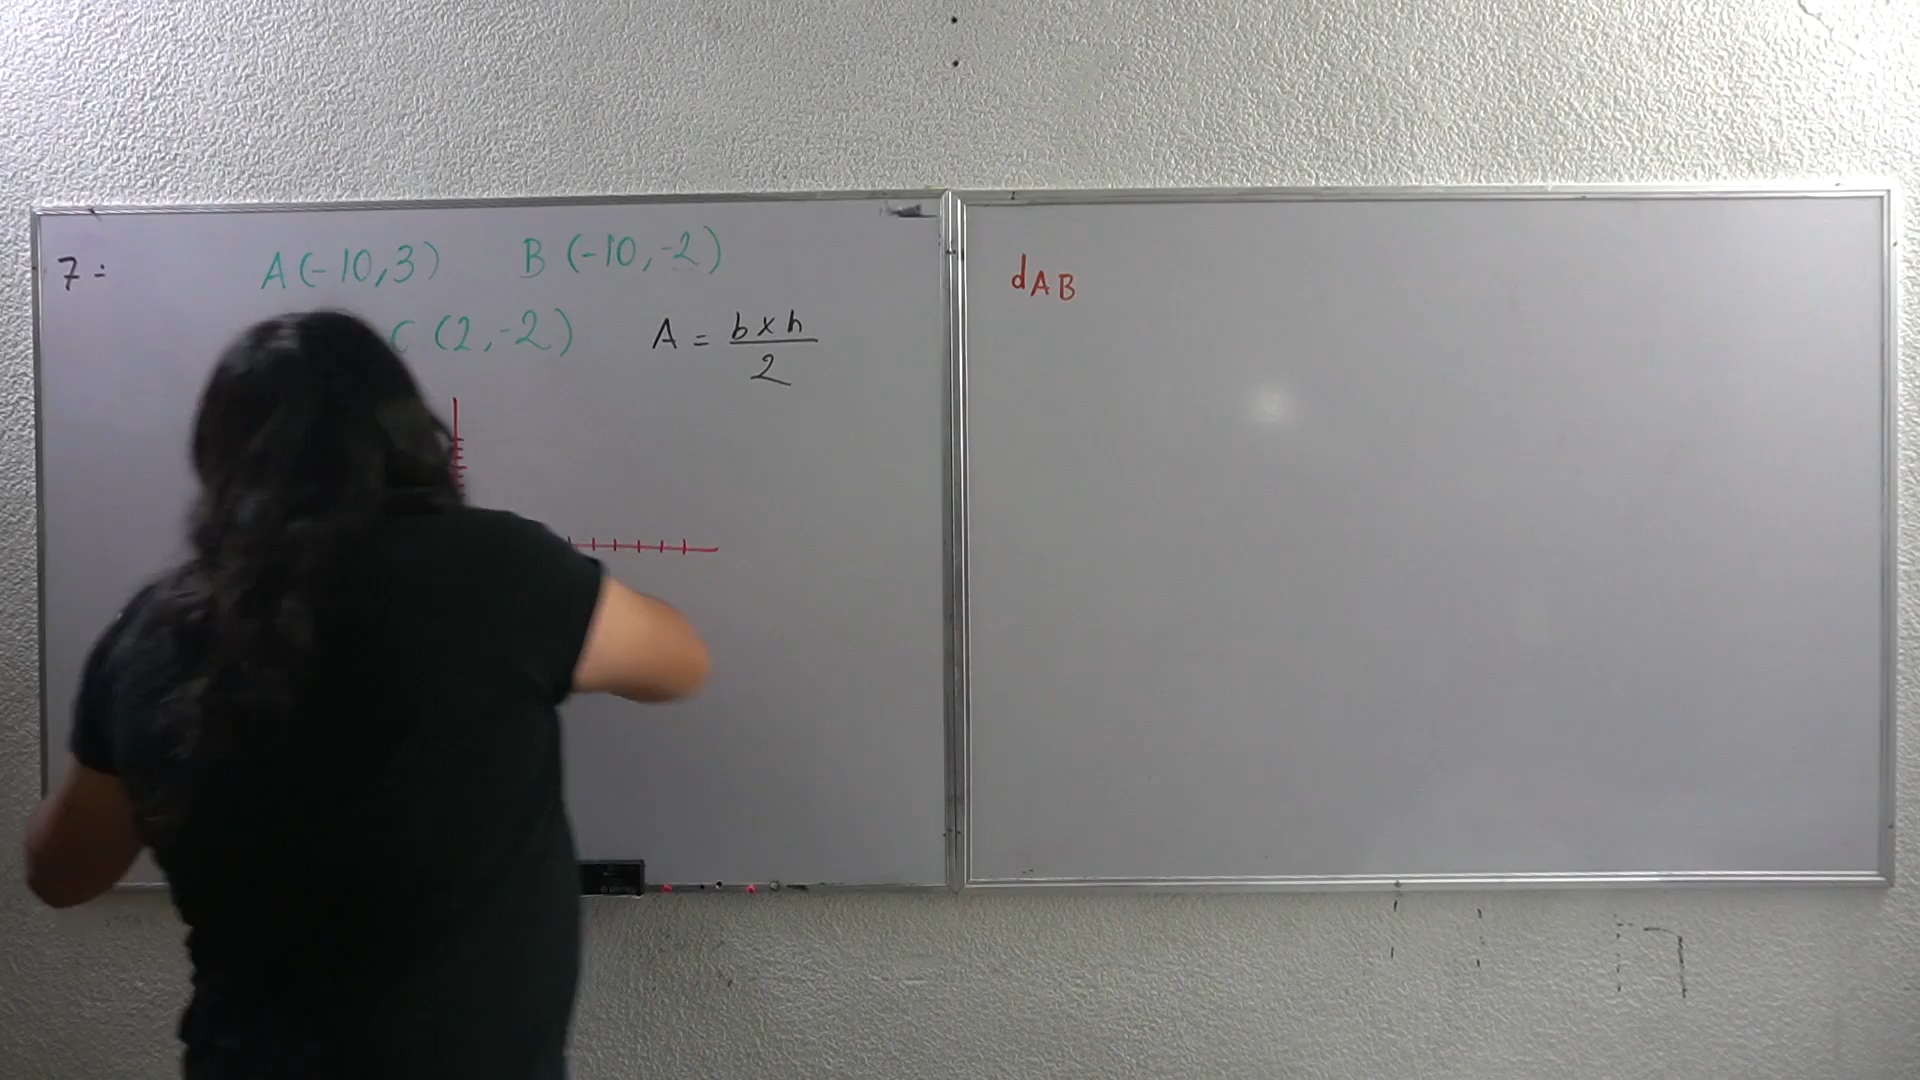 7: A(-10,3) B(-10,-2)
C(2,-2) A = b x h / 2
dAB